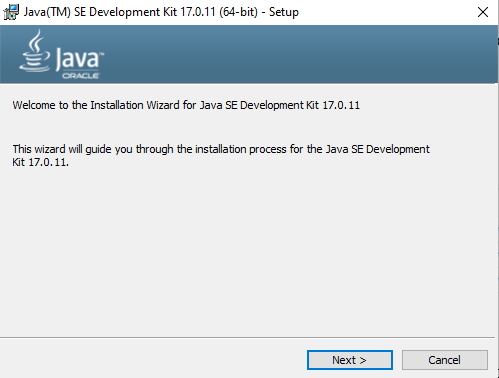 Java(TM) SE Development Kit 17.0.11 (64-bit) - Setup
Java™
ORACLE
Welcome to the Installation Wizard for Java SE Development Kit 17.0.11
This wizard will guide you through the installation process for the Java SE Development
Kit 17.0.11.
Next >
Cancel